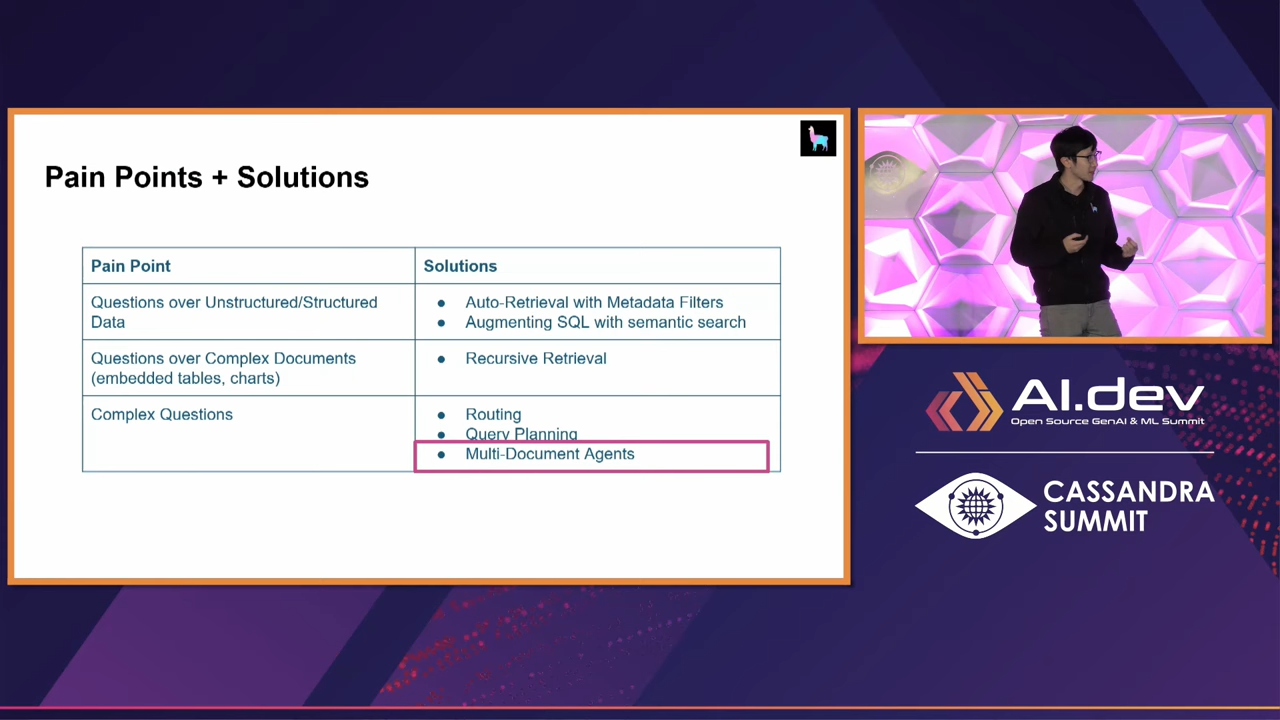 Pain Points + Solutions
Pain Point
Solutions
Questions over Unstructured/Structured
Data
● Auto-Retrieval with Metadata Filters
● Augmenting SQL with semantic search
Questions over Complex Documents
(embedded tables, charts)
● Recursive Retrieval
Complex Questions
● Routing
● Query Planning
● Multi-Document Agents
AI.dev
Open Source GenAI & ML Summit
CASSANDRA
SUMMIT